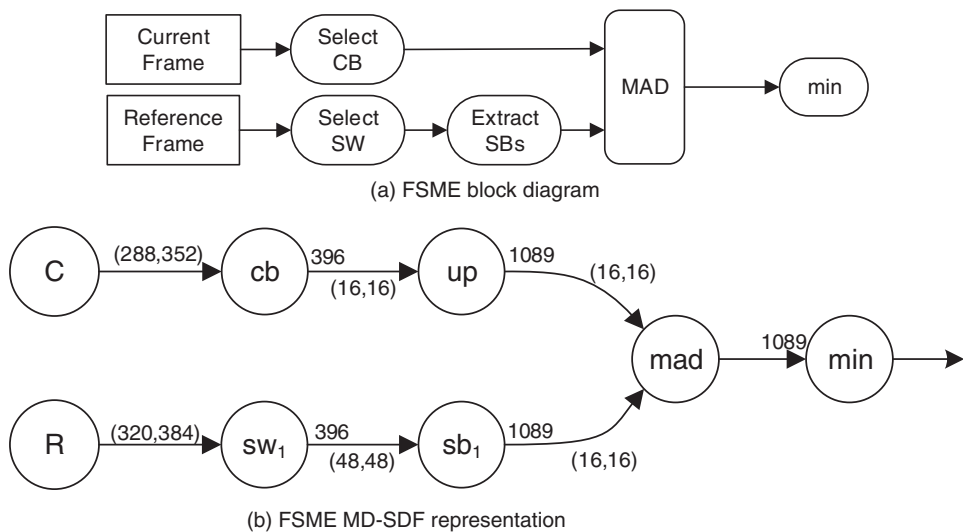 Current
Frame
Select
CB
MAD
min
Reference
Frame
Select
SW
Extract
SBs
(a) FSME block diagram
C
(288,352)
cb
396
(16,16)
up
1089
(16,16)
mad
1089
min
R
(320,384)
sw1
396
(48,48)
sb1
1089
(16,16)
(b) FSME MD-SDF representation